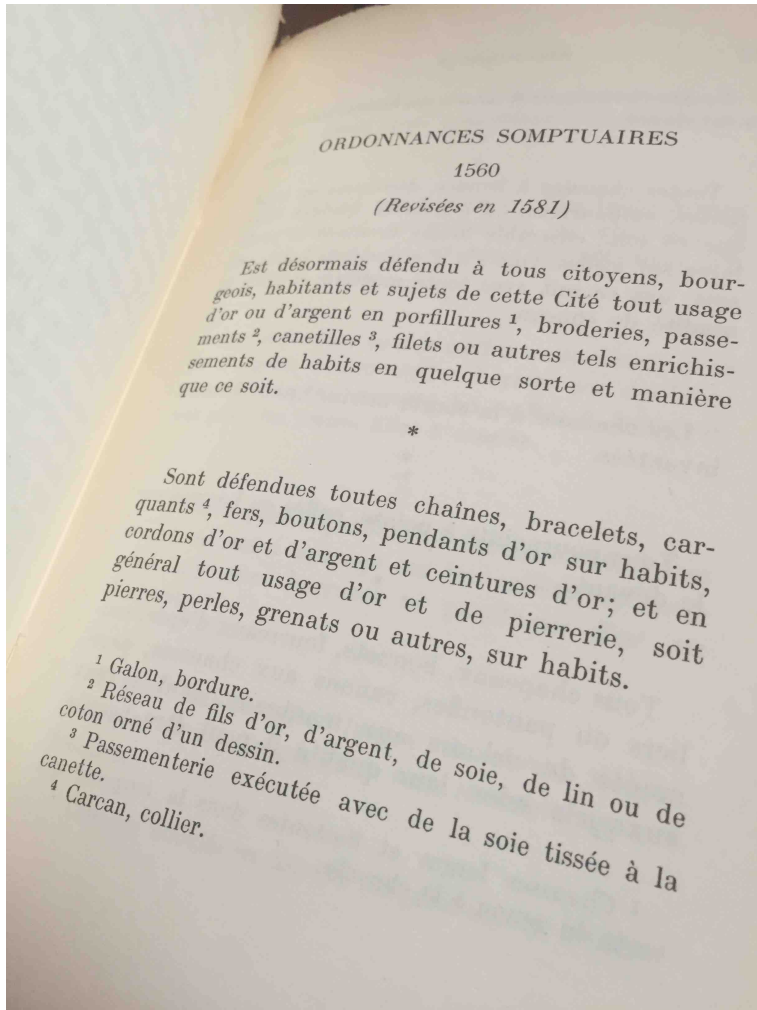 ORDONNANCES SOMPTUAIRES
1560
(Revisées en 1581)
Est désormais défendu à tous citoyens, bour-
geois, habitants et sujets de cette Cité tout usage
d'or ou d'argent en porfillures ¹, broderies, passe-
ments ², canetilles ³, filets ou autres tels enrichis-
sements de habits en quelque sorte et manière
que ce soit.
*
Sont défendues toutes chaînes, bracelets, car-
quants ⁴, fers, boutons, pendants d'or sur habits,
cordons d'or et d'argent et ceintures d'or; et en
général tout usage d'or et de pierrerie, soit
pierres, perles, grenats ou autres, sur habits.
¹ Galon, bordure.
² Réseau de fils d'or, d'argent, de soie, de lin ou de
coton orné d'un dessin.
³ Passementerie exécutée avec de la soie tissée à la
canette.
⁴ Carcan, collier.